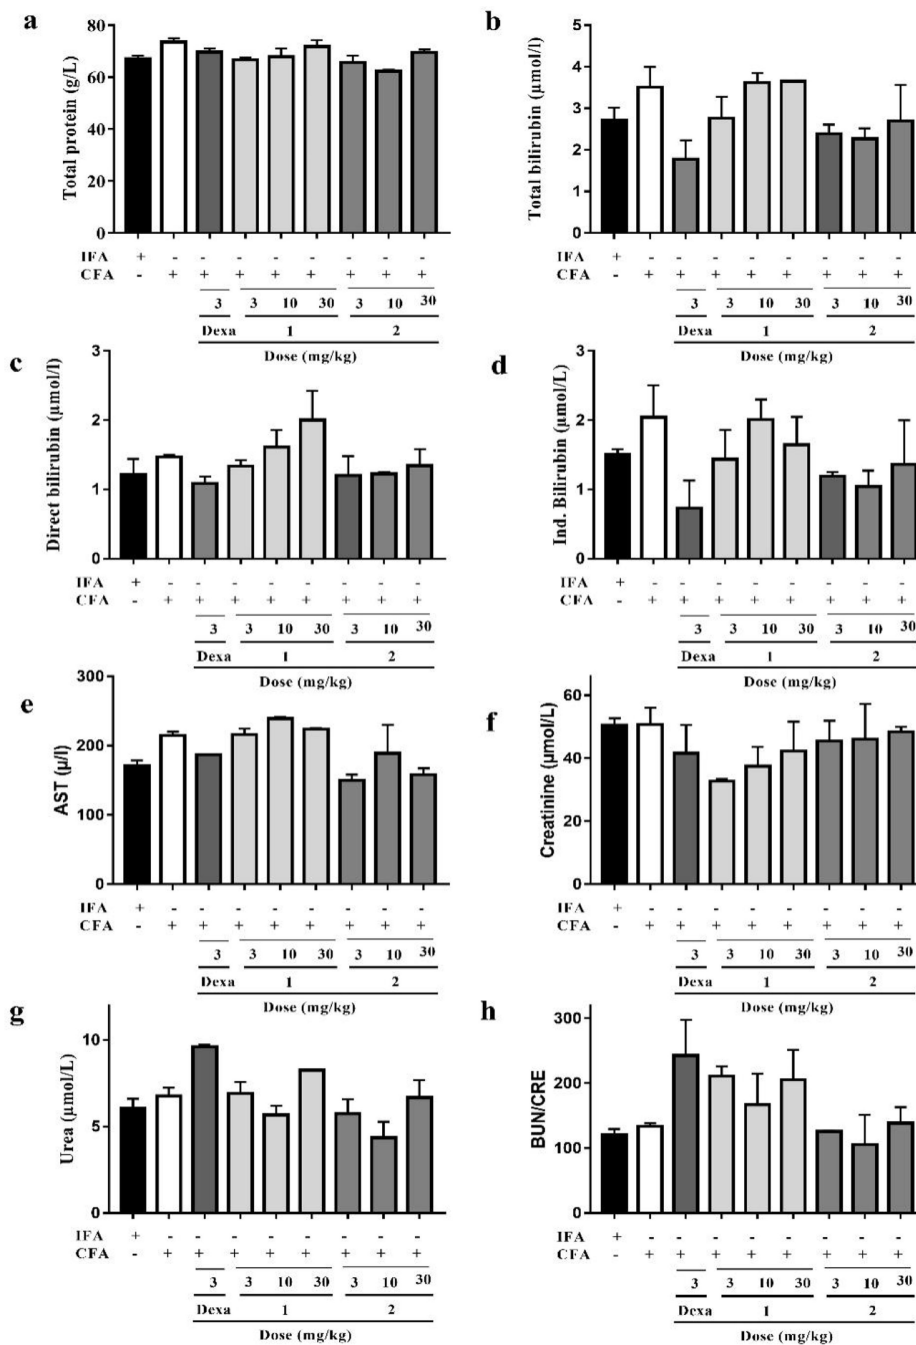 a
Total protein (g/L)
80
60
40
20
0
IFA + - - - - - - - -
CFA - + + + + + + + +
3 3 10 30 3 10 30
Dexa 1 2
Dose (mg/kg)
b
Total bilirubin (µmol/l)
5
4
3
2
1
0
+ - - - - - - - -
- + + + + + + + +
3 3 10 30 3 10 30
Dexa 1 2
Dose (mg/kg)
c
Direct bilirubin (µmol/l)
3
2
1
0
IFA + - - - - - - - -
CFA - + + + + + + + +
3 3 10 30 3 10 30
Dexa 1 2
Dose (mg/kg)
d
Ind. Bilirubin (µmol/L)
3
2
1
0
+ - - - - - - - -
- + + + + + + + +
3 3 10 30 3 10 30
Dexa 1 2
Dose (mg/kg)
e
AST (µ/l)
300
200
100
0
IFA + - - - - - - - -
CFA - + + + + + + + +
3 3 10 30 3 10 30
Dexa 1 2
Dose (mg/kg)
f
Creatinine (µmol/L)
60
40
20
0
+ - - - - - - - -
- + + + + + + + +
3 3 10 30 3 10 30
Dexa 1 2
Dose (mg/kg)
g
Urea (µmol/L)
10
5
0
IFA + - - - - - - - -
CFA - + + + + + + + +
3 3 10 30 3 10 30
Dexa 1 2
Dose (mg/kg)
h
BUN/CRE
300
200
100
0
+ - - - - - - - -
- + + + + + + + +
3 3 10 30 3 10 30
Dexa 1 2
Dose (mg/kg)